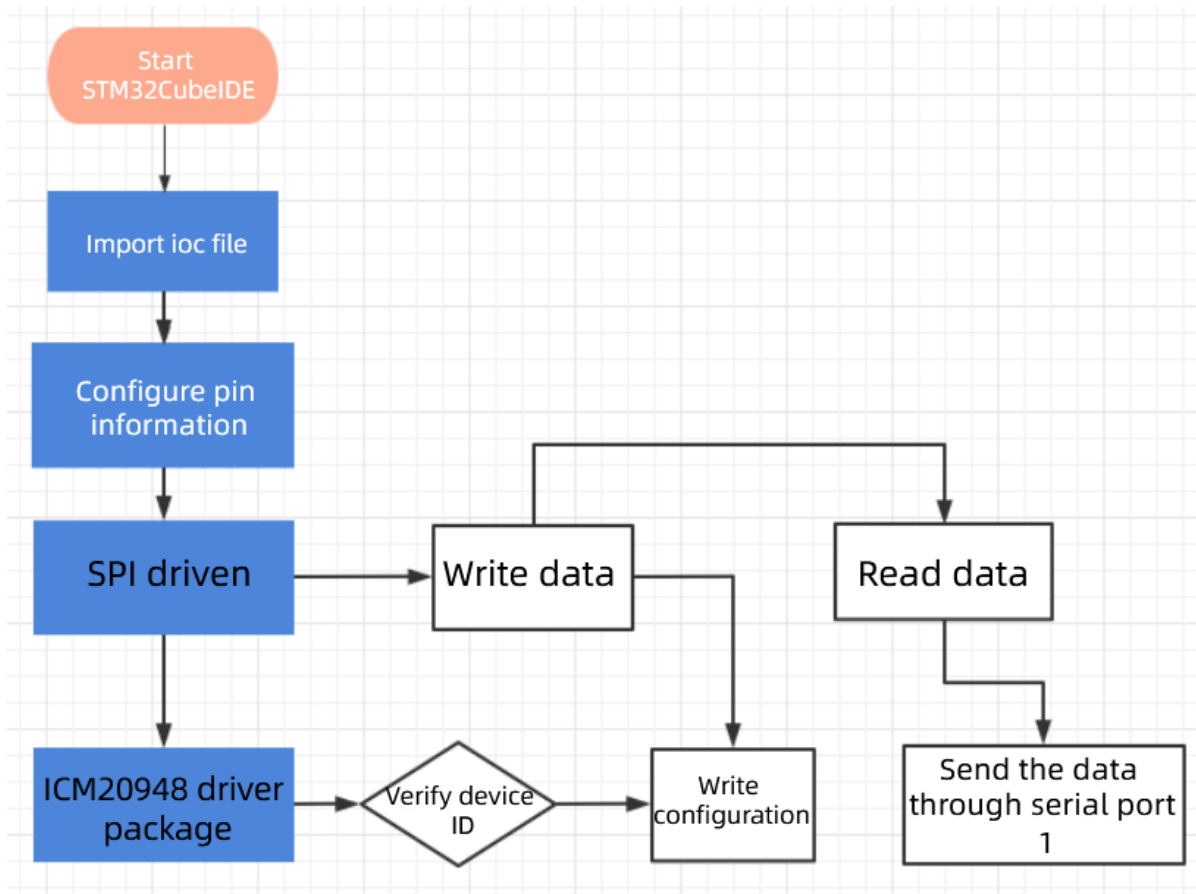 Start
STM32CubeIDE
Import ioc file
Configure pin
information
SPI driven
Write data
Read data
ICM20948 driver
package
Verify device
ID
Write
configuration
Send the data
through serial port
1